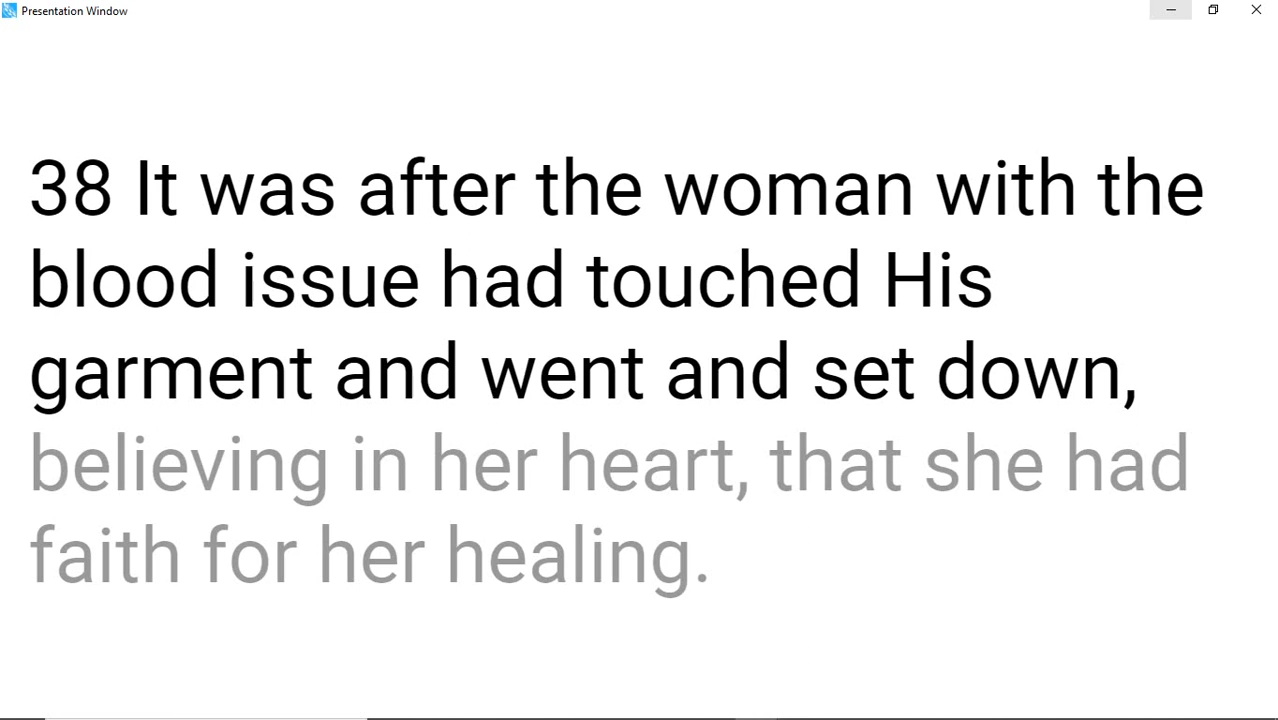 Presentation Window
38 It was after the woman with the
blood issue had touched His
garment and went and set down,
believing in her heart, that she had
faith for her healing.